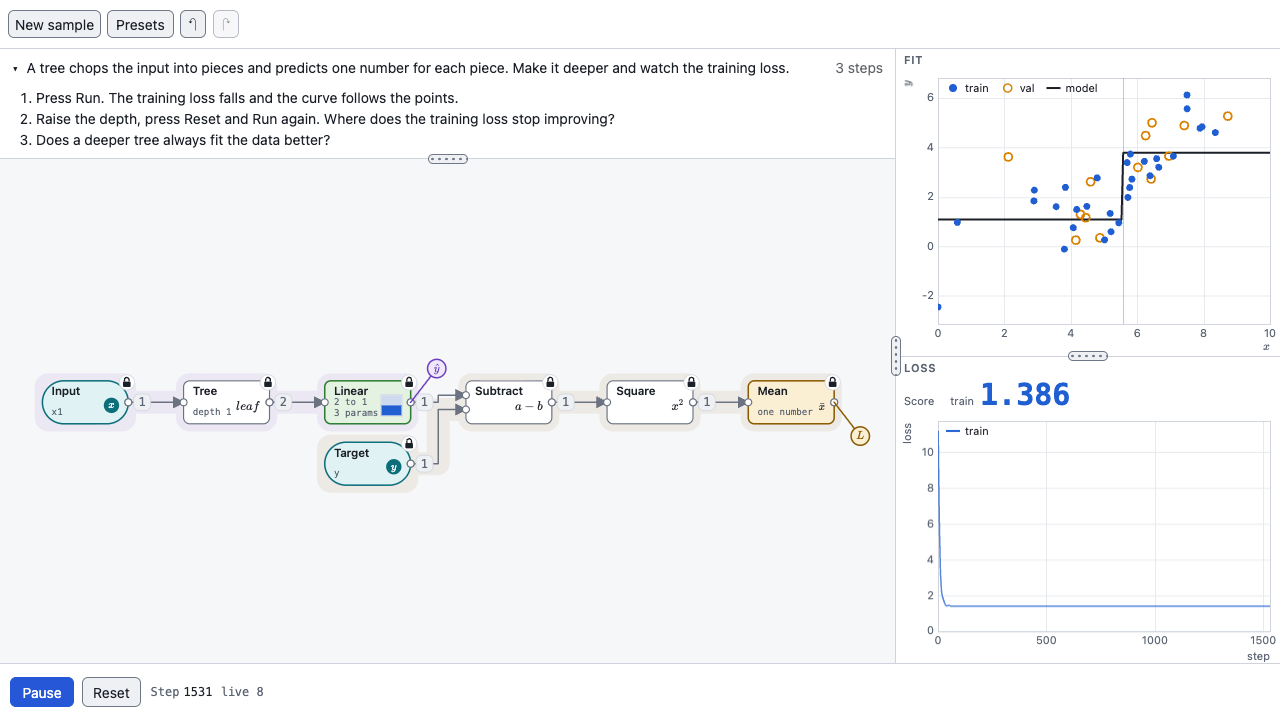 New sample
Presets
A tree chops the input into pieces and predicts one number for each piece. Make it deeper and watch the training loss.
3 steps
1. Press Run. The training loss falls and the curve follows the points.
2. Raise the depth, press Reset and Run again. Where does the training loss stop improving?
3. Does a deeper tree always fit the data better?
Input
x1
x
1
Tree
depth 1
leaf
2
Linear
2 to 1
3 params
1
ŷ
Target
y
y
1
Subtract
a − b
1
Square
x²
1
Mean
one number
x̄
L
FIT
ŷ
train
val
model
6
4
2
0
-2
0
2
4
6
8
10
x
LOSS
Score
train
1.386
loss
train
10
8
6
4
2
0
0
500
1000
1500
step
Pause
Reset
Step 1531 live 8